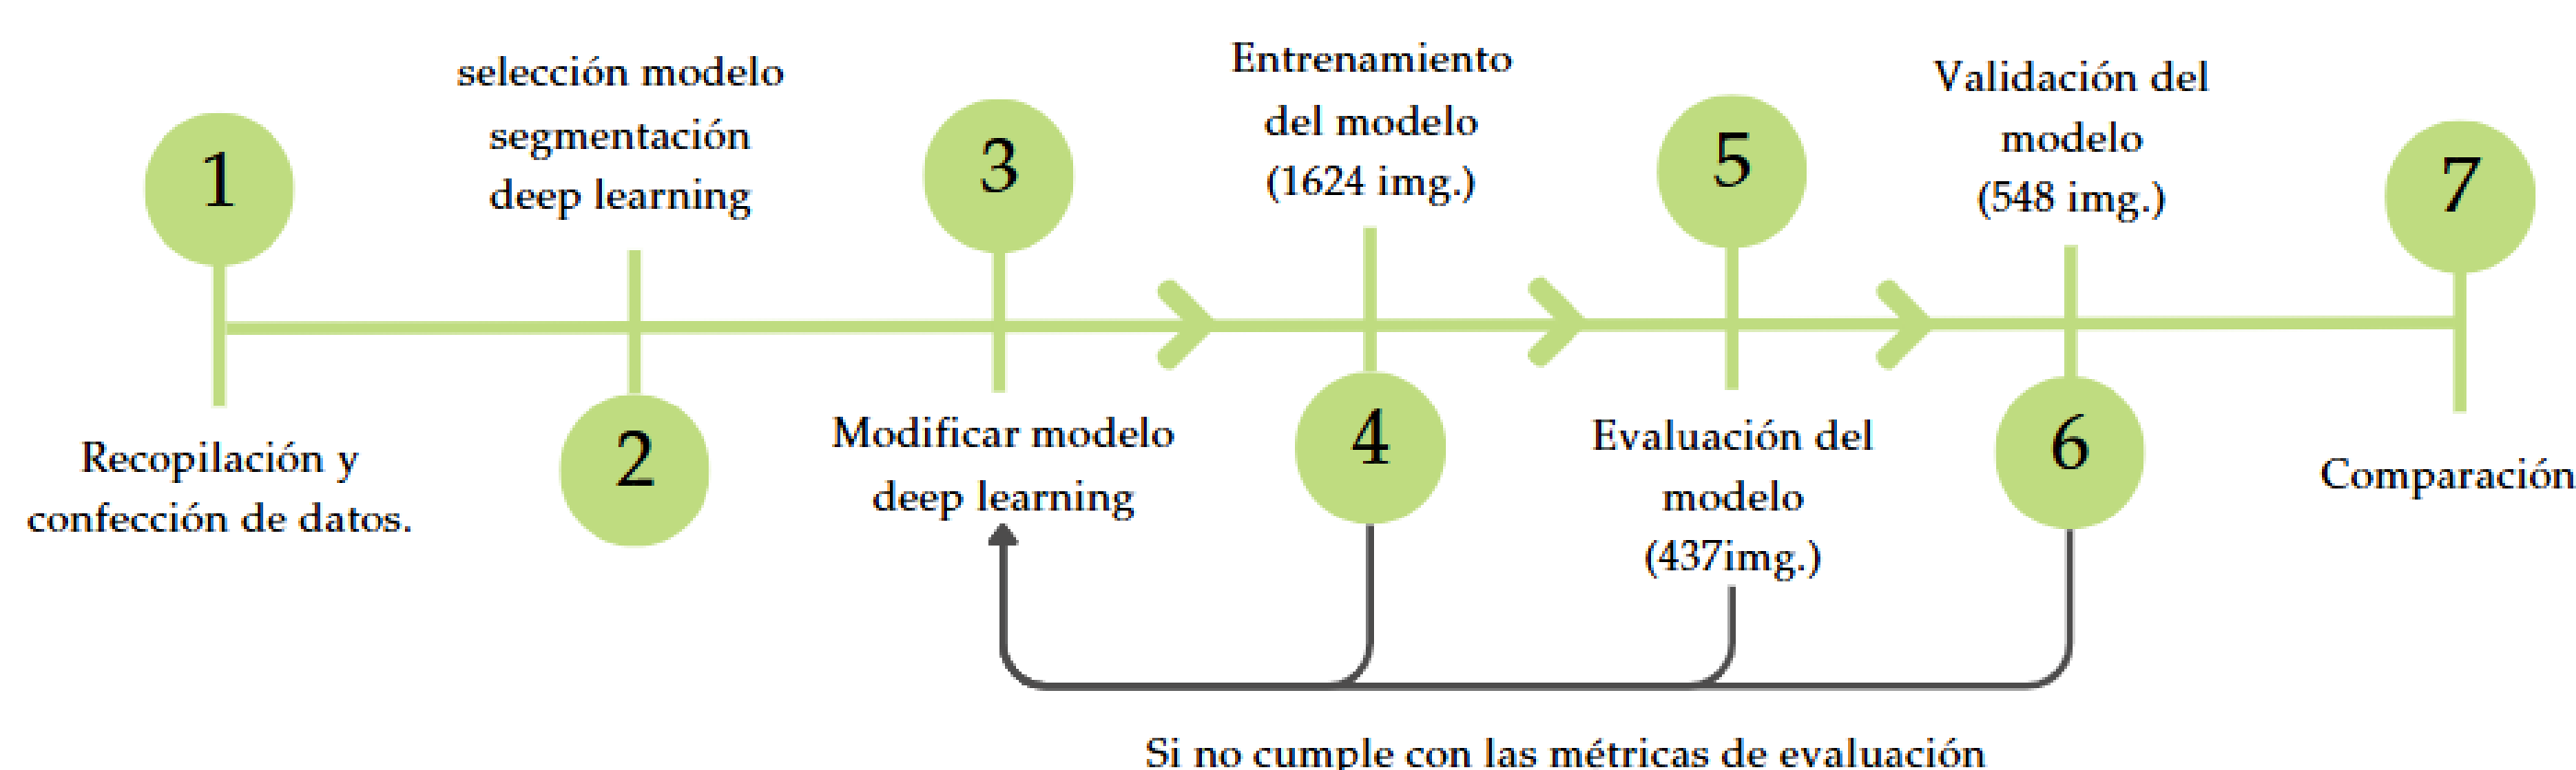 1
Recopilación y
confección de datos.
selección modelo
segmentación
deep learning
2
3
Modificar modelo
deep learning
Entrenamiento
del modelo
(1624 img.)
4
5
Evaluación del
modelo
(437img.)
Validación del
modelo
(548 img.)
6
7
Comparación
Si no cumple con las métricas de evaluación